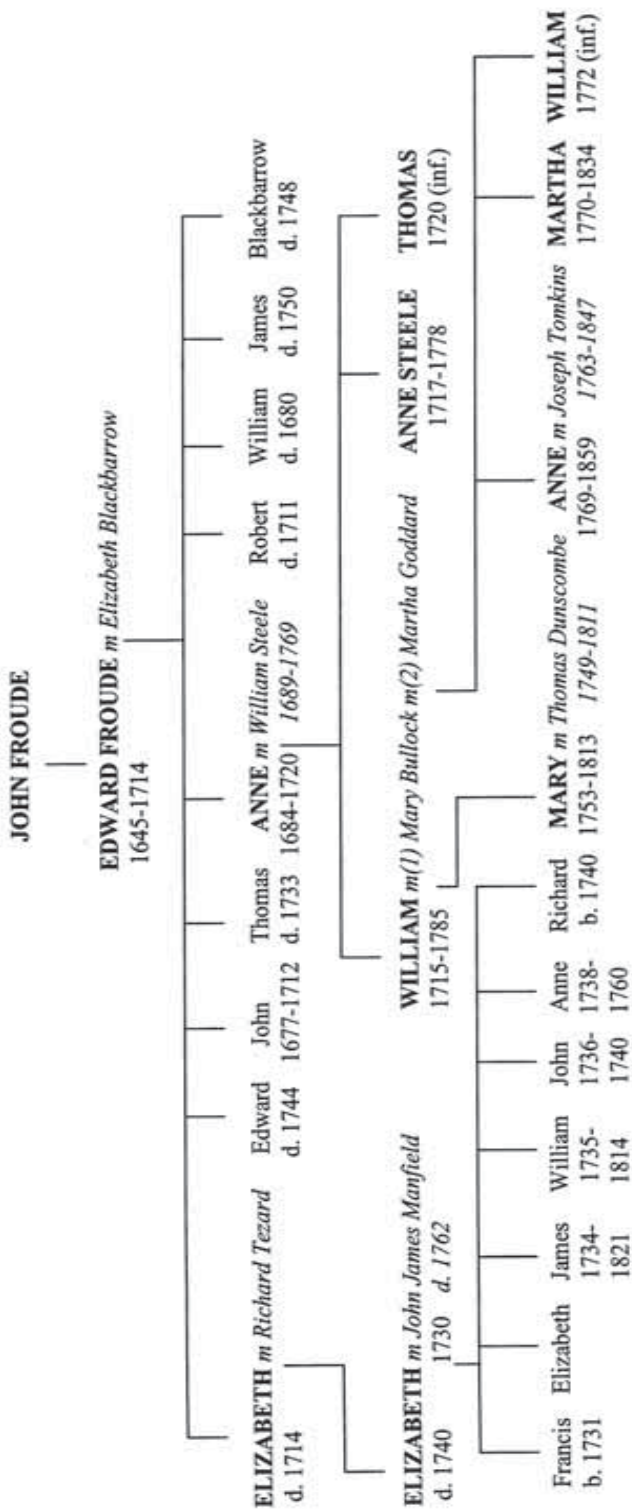 JOHN FROUDE
EDWARD FROUDE m Elizabeth Blackbarrow
1645-1714
ELIZABETH m Richard Tezard
d. 1714
Edward
d. 1744
John
1677-1712
Thomas
d. 1733
ANNE m William Steele
1684-1720 1689-1769
Robert
d. 1711
William
d. 1680
James
d. 1750
Blackbarrow
d. 1748
ELIZABETH m John James Manfield
d. 1740 1730 d. 1762
WILLIAM m(1) Mary Bullock m(2) Martha Goddard
1715-1785
ANNE STEELE
1717-1778
THOMAS
1720 (inf.)
Francis
b. 1731
Elizabeth
James
1734-
1821
William
1735-
1814
John
1736-
1740
Anne
1738-
1760
Richard
b. 1740
MARY m Thomas Dunscombe
1753-1813 1749-1811
ANNE m Joseph Tomkins
1769-1859 1763-1847
MARTHA
1770-1834
WILLIAM
1772 (inf.)